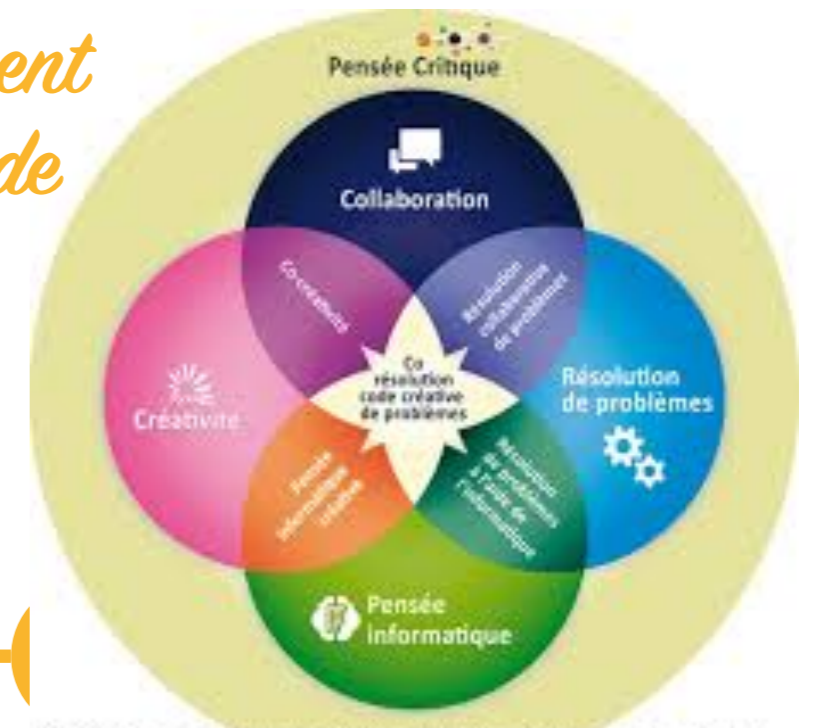 ent
de
Pensée Critique
Collaboration
Co-créativité
Résolution
collaborative
de problèmes
Co
résolution
code créative
de problèmes
Créativité
Résolution
de problèmes
Pensée
informatique
créative
Résolution
de problèmes
à l'aide de
l'informatique
Pensée
informatique